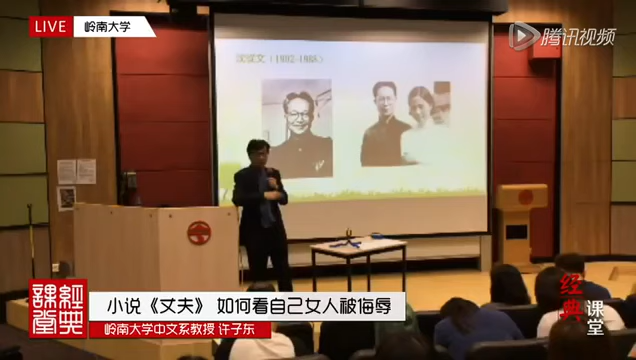 LIVE 岭南大学
腾讯视频
沈从文（1902-1988）
经典课堂
小说《丈夫》 如何看自己女人被侮辱
岭南大学中文系教授 许子东
經典課堂